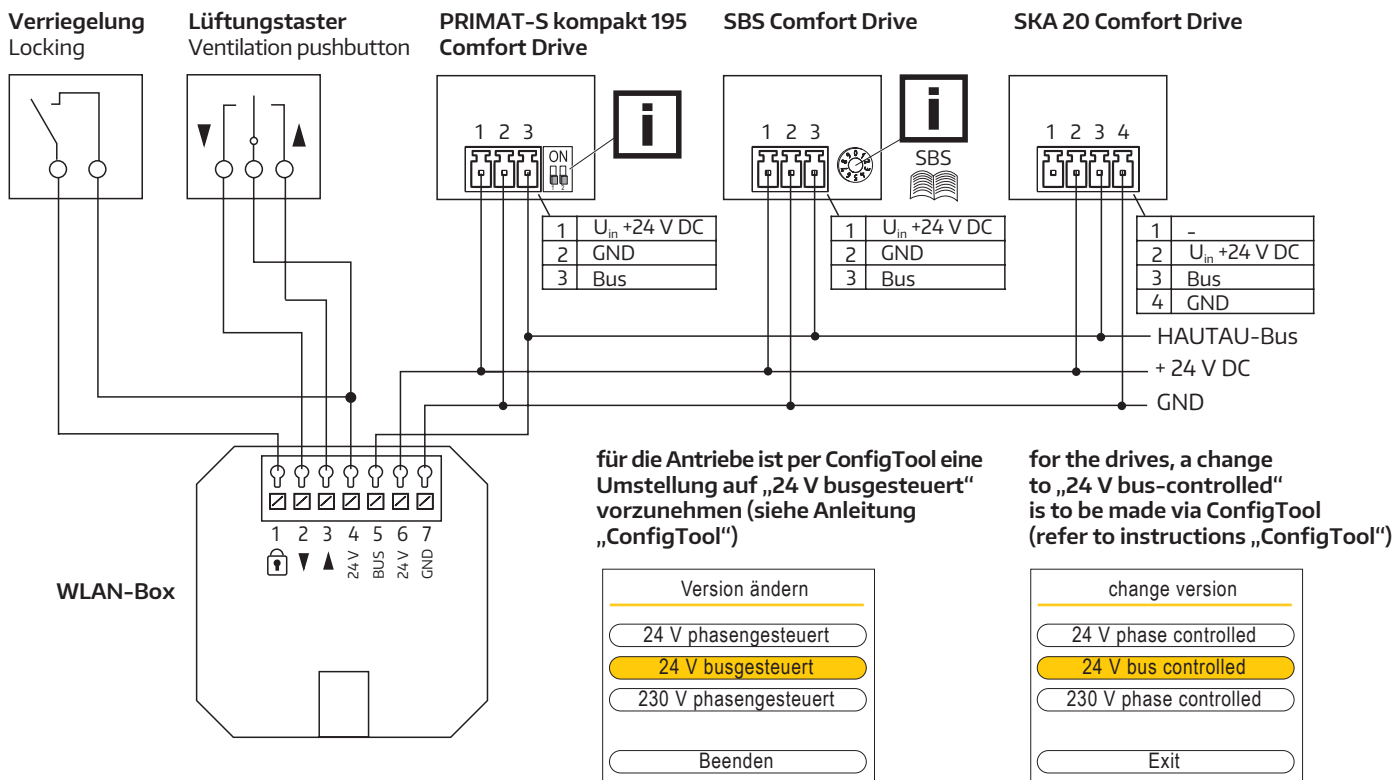 Verriegelung
Locking
Lüftungstaster
Ventilation pushbutton
PRIMAT-S kompakt 195
Comfort Drive
SBS Comfort Drive
SKA 20 Comfort Drive
1 2 3
ON
1 2
i
1 U_in +24 V DC
2 GND
3 Bus
1 2 3
i
SBS
1 U_in +24 V DC
2 GND
3 Bus
1 2 3 4
1 -
2 U_in +24 V DC
3 Bus
4 GND
HAUTAU-Bus
+ 24 V DC
GND
1 2 3 4 5 6 7
24 V
BUS
24 V
GND
WLAN-Box
für die Antriebe ist per ConfigTool eine
Umstellung auf „24 V busgesteuert“
vorzunehmen (siehe Anleitung
„ConfigTool“)
for the drives, a change
to „24 V bus-controlled“
is to be made via ConfigTool
(refer to instructions „ConfigTool“)
Version ändern
24 V phasengesteuert
24 V busgesteuert
230 V phasengesteuert
Beenden
change version
24 V phase controlled
24 V bus controlled
230 V phase controlled
Exit